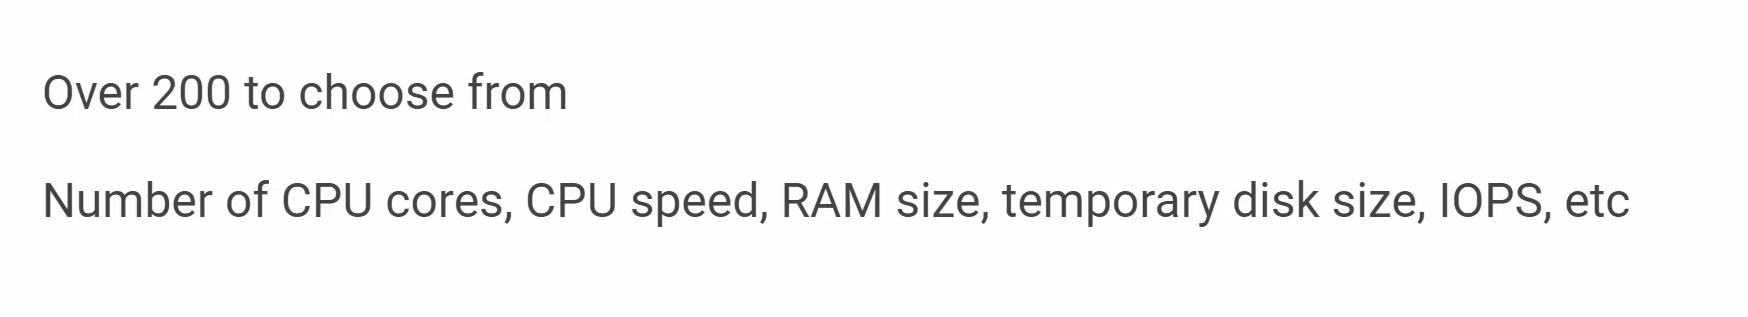 Over 200 to choose from
Number of CPU cores, CPU speed, RAM size, temporary disk size, IOPS, etc